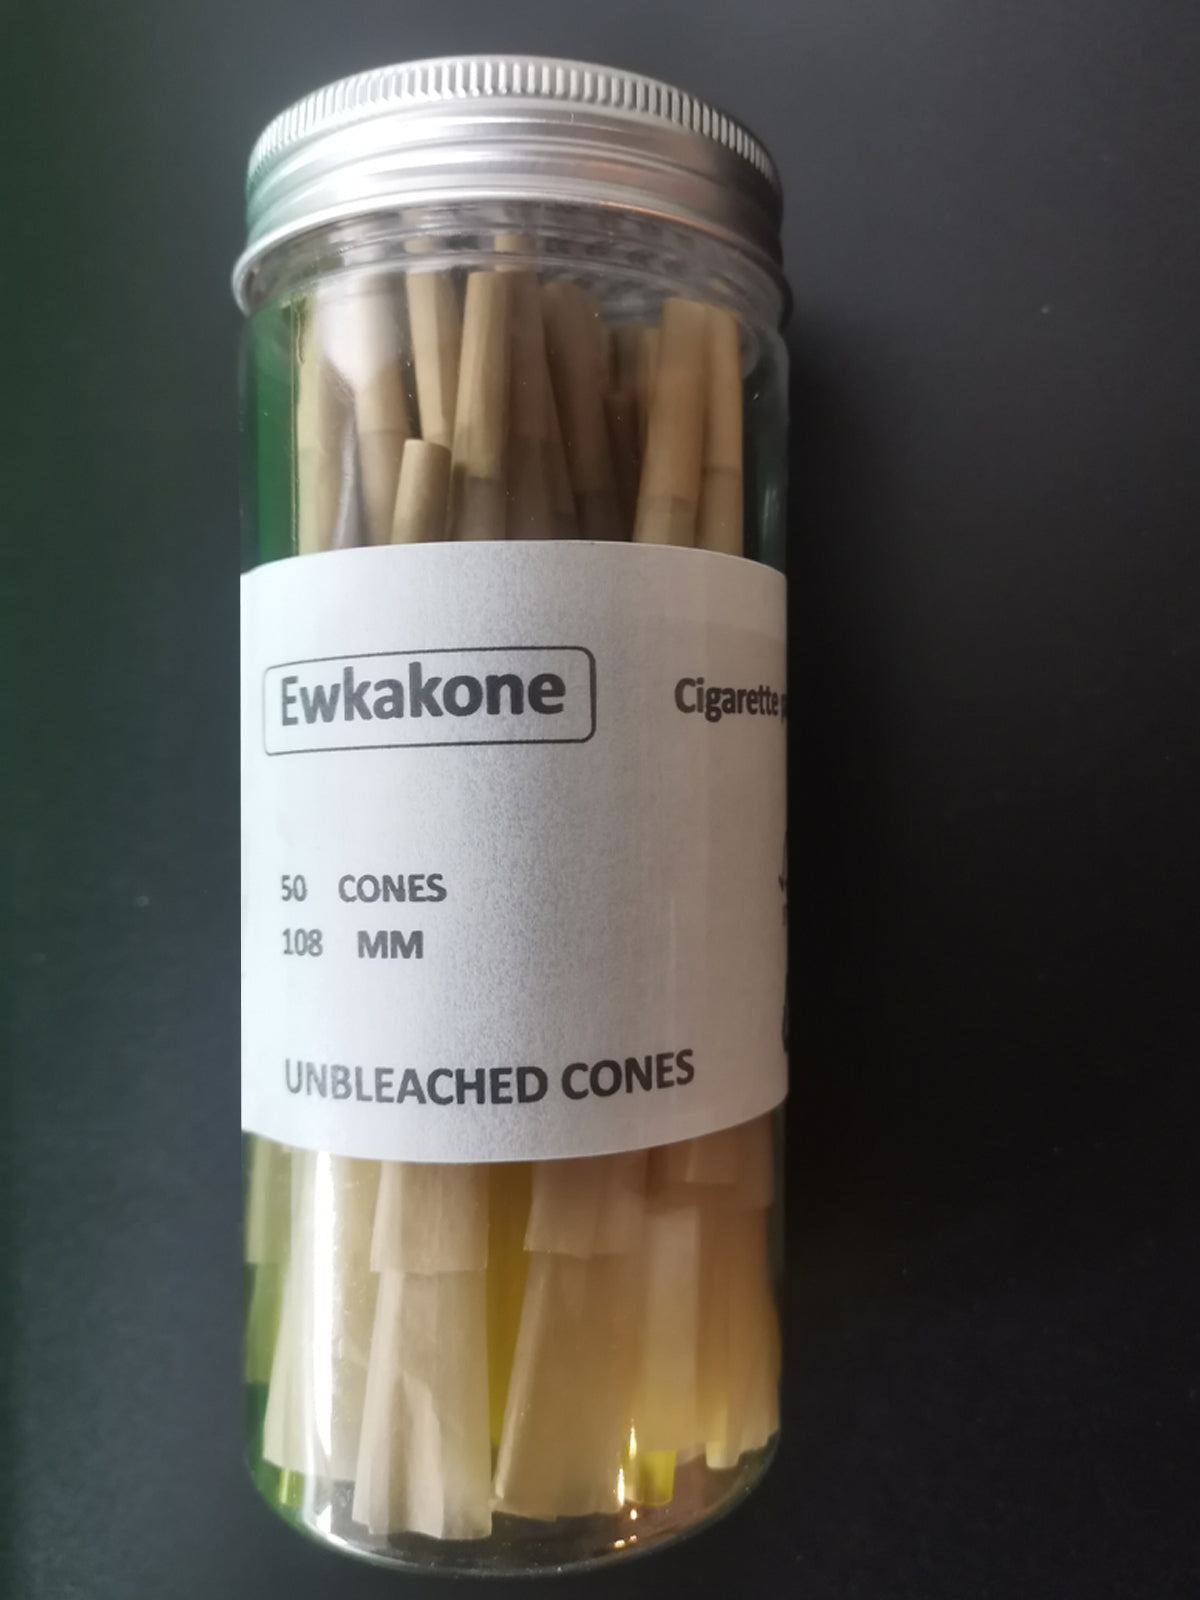 Ewkakone
Cigarette
50 CONES
108 MM
UNBLEACHED CONES